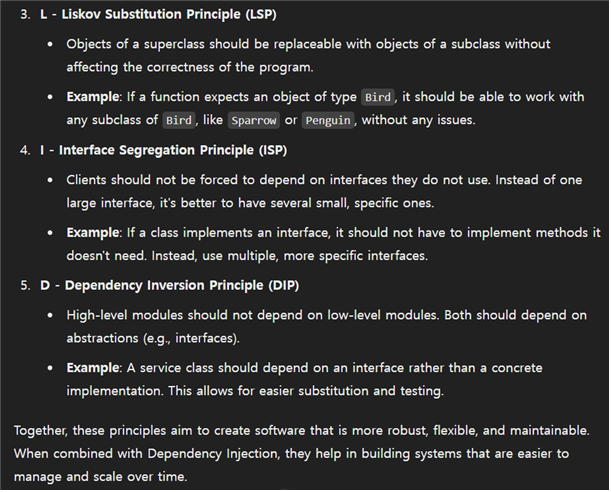 3. L - Liskov Substitution Principle (LSP)
• Objects of a superclass should be replaceable with objects of a subclass without
affecting the correctness of the program.
• Example: If a function expects an object of type Bird, it should be able to work with
any subclass of Bird, like Sparrow or Penguin, without any issues.
4. I - Interface Segregation Principle (ISP)
• Clients should not be forced to depend on interfaces they do not use. Instead of one
large interface, it's better to have several small, specific ones.
• Example: If a class implements an interface, it should not have to implement methods it
doesn't need. Instead, use multiple, more specific interfaces.
5. D - Dependency Inversion Principle (DIP)
• High-level modules should not depend on low-level modules. Both should depend on
abstractions (e.g., interfaces).
• Example: A service class should depend on an interface rather than a concrete
implementation. This allows for easier substitution and testing.
Together, these principles aim to create software that is more robust, flexible, and maintainable.
When combined with Dependency Injection, they help in building systems that are easier to
manage and scale over time.